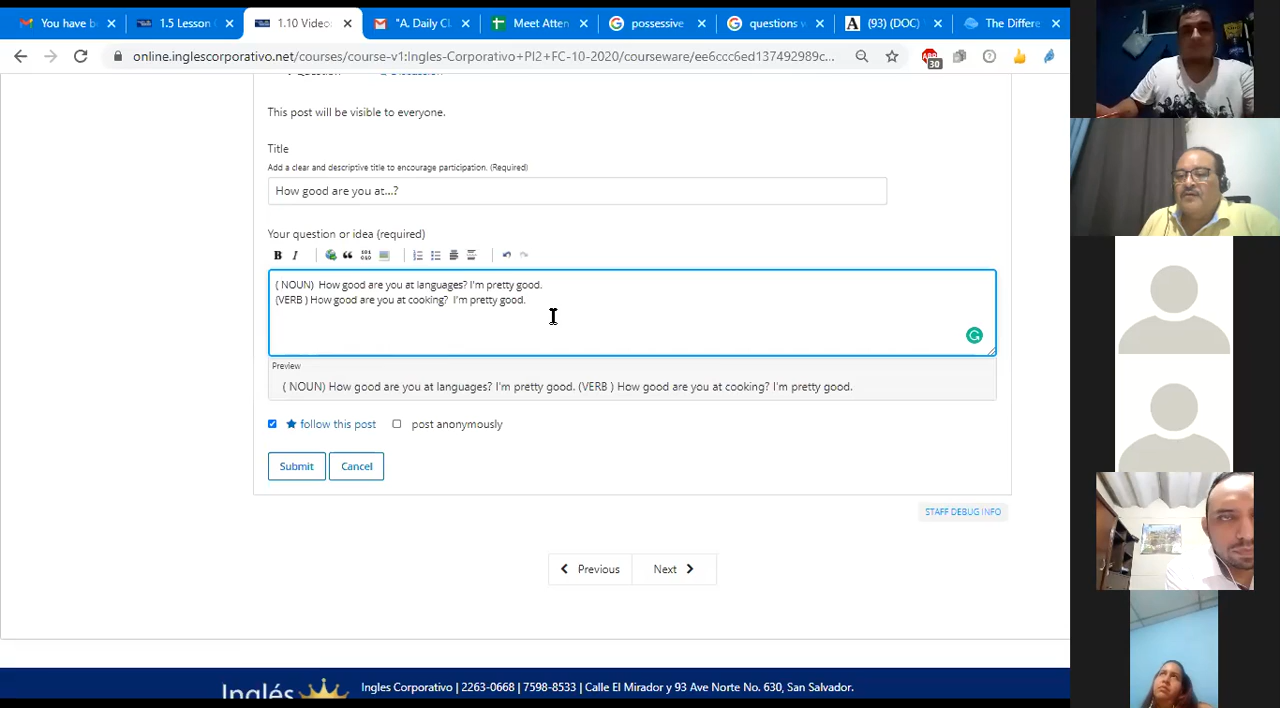 You have b
1.5 Lesson
1.10 Video
"A. Daily Cl
Meet Atten
possessive
questions w
(93) (DOC)
The Differe
online.inglescorporativo.net/courses/course-v1:Ingles-Corporativo+PIE+FC-10-2020/courseware/ee6ccc6ed137492989c...
30
This post will be visible to everyone.
Title
Add a clear and descriptive title to encourage participation. (Required)
How good are you at...?
Your question or idea (required)
B I
( NOUN) How good are you at languages? I'm pretty good.
(VERB ) How good are you at cooking? I'm pretty good.
Preview
( NOUN) How good are you at languages? I'm pretty good. (VERB ) How good are you at cooking? I'm pretty good.
follow this post
post anonymously
Submit
Cancel
STAFF DEBUG INFO
Previous
Next
Inglés
Ingles Corporativo | 2263-0668 | 7598-8533 | Calle El Mirador y 93 Ave Norte No. 630, San Salvador.